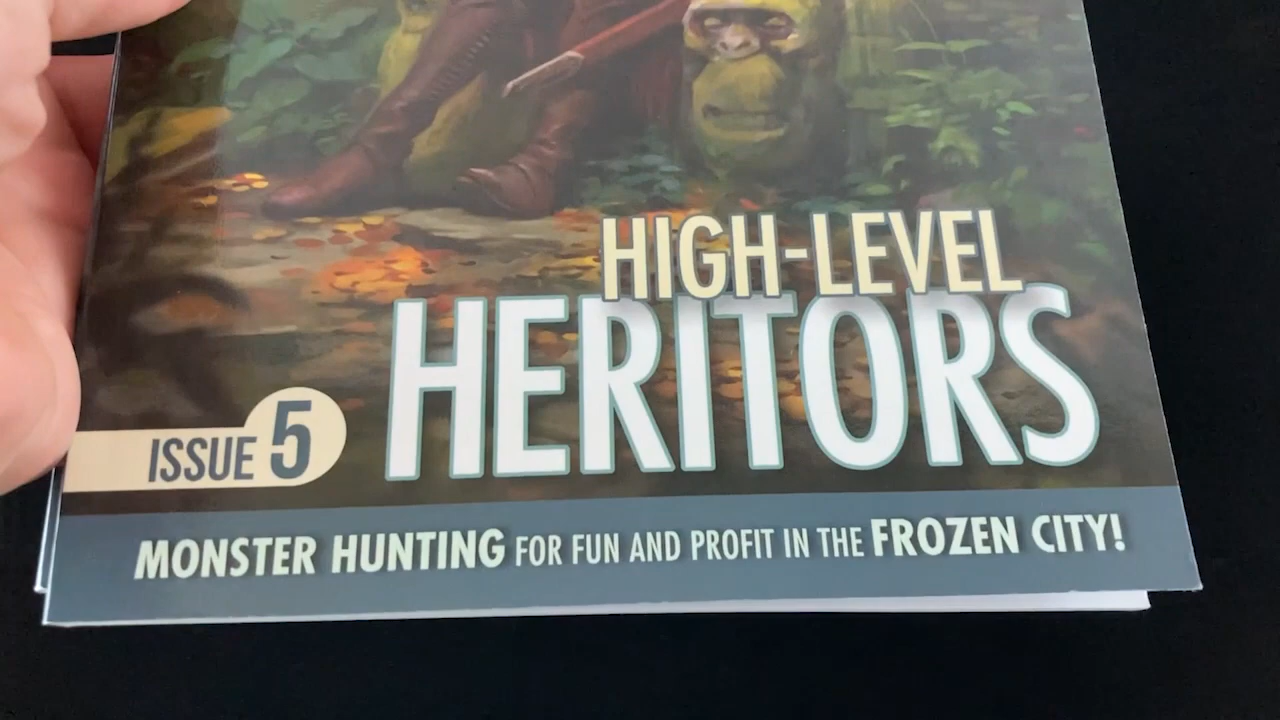 HIGH-LEVEL
HERITORS
ISSUE 5
MONSTER HUNTING FOR FUN AND PROFIT IN THE FROZEN CITY!